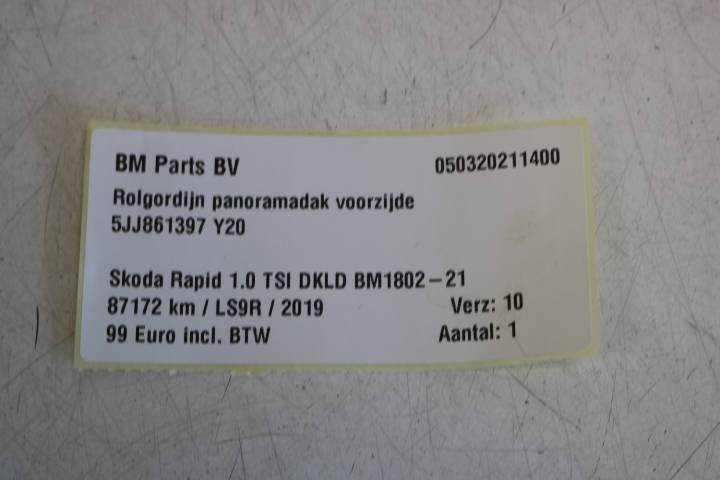 BM Parts BV 050320211400
Rolgordijn panoramadak voorzijde
5JJ861397 Y20
Skoda Rapid 1.0 TSI DKLD BM1802-21
87172 km / LS9R / 2019 Verz: 10
99 Euro incl. BTW Aantal: 1